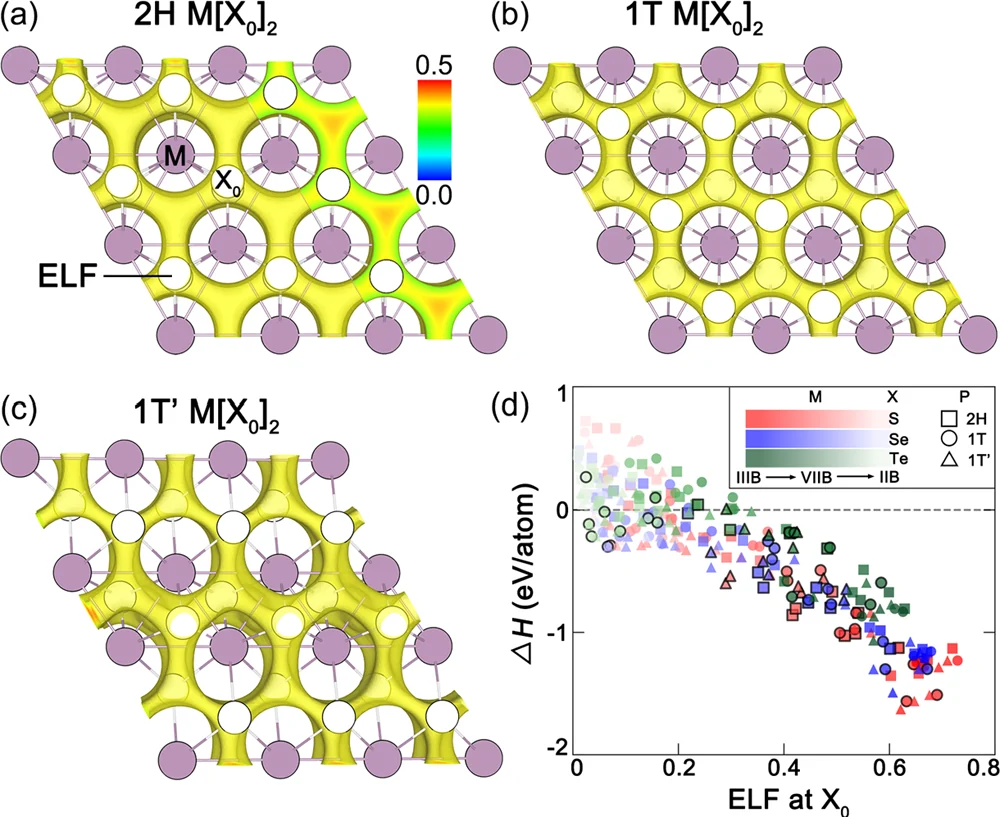 (a) 2H M[X₀]₂
0.5
M
X₀
0.0
ELF
(b) 1T M[X₀]₂
(c) 1T’ M[X₀]₂
(d)
M X P
S 2H
Se 1T
Te 1T’
IIIB → VIIB → IIB
1
0
-1
-2
ΔH (eV/atom)
0 0.2 0.4 0.6 0.8
ELF at X₀